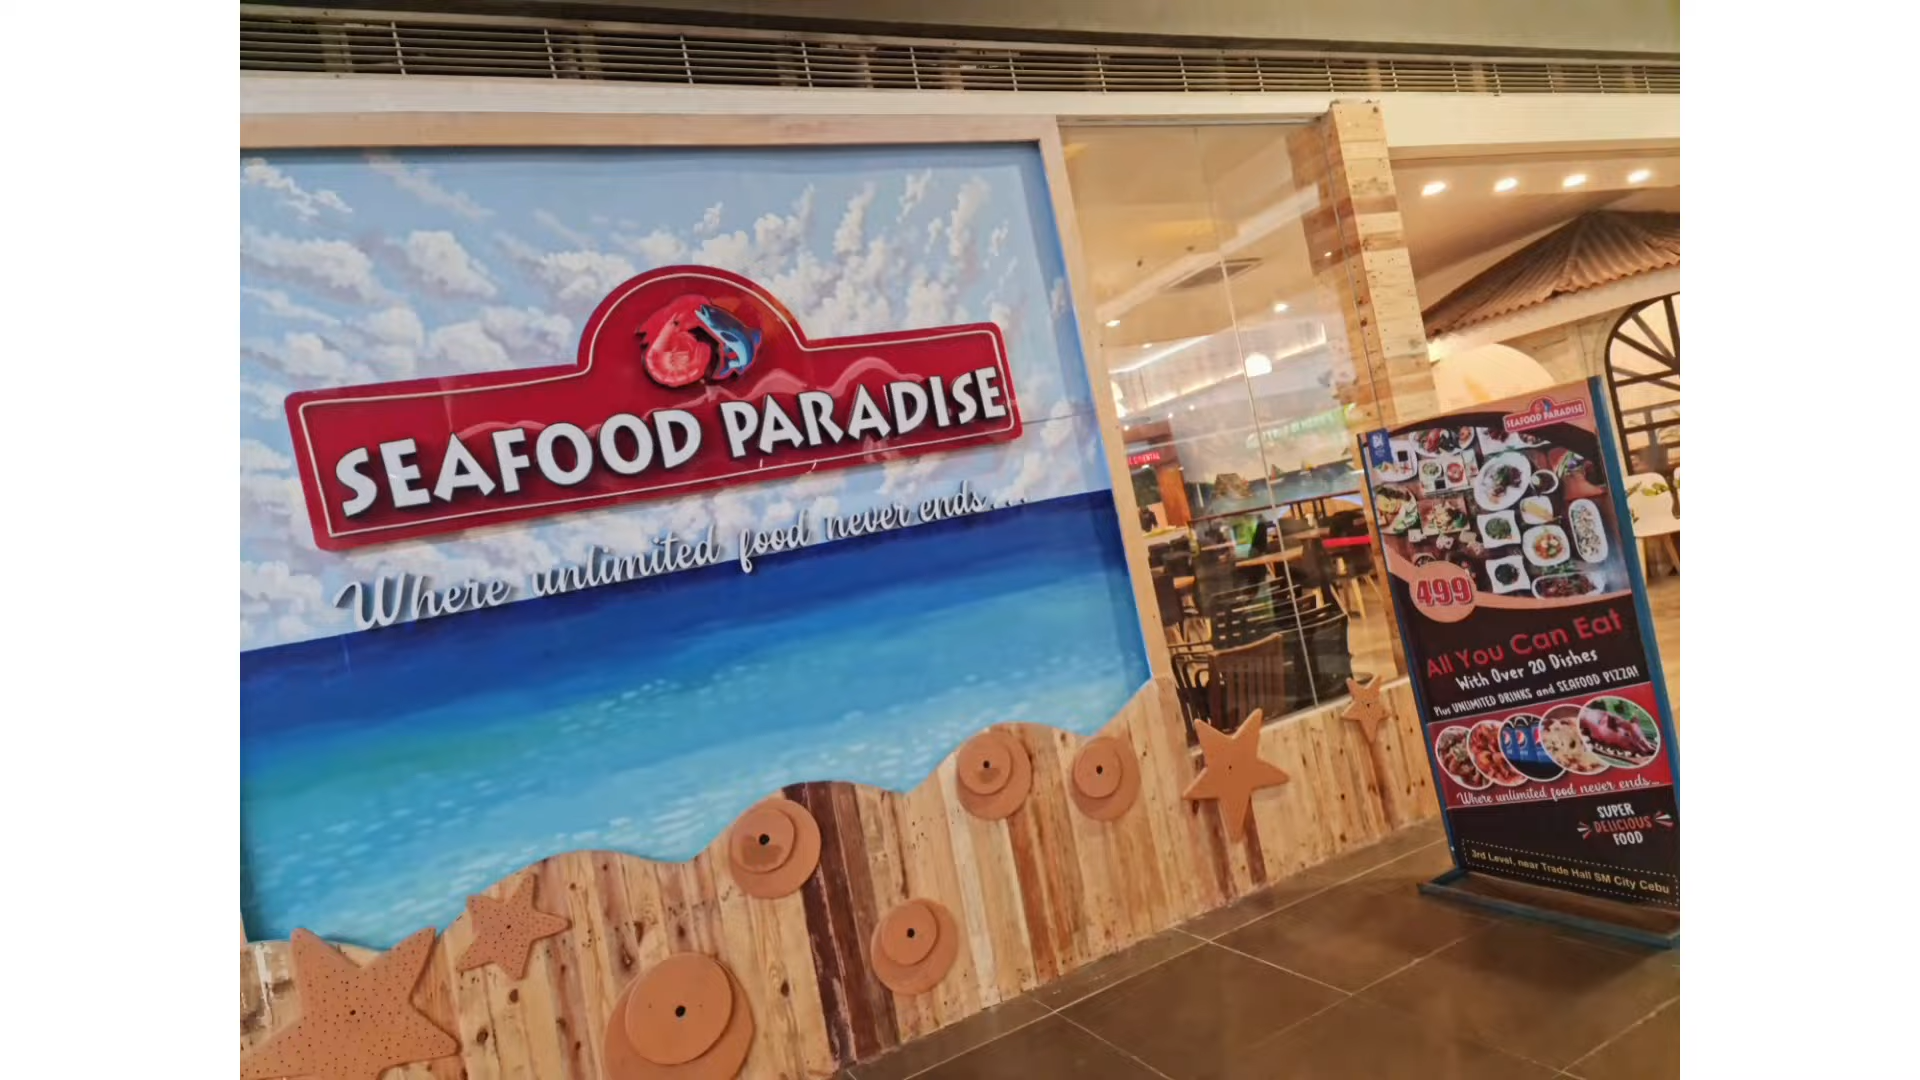 SEAFOOD PARADISE
Where unlimited food never ends...
SEAFOOD PARADISE
499
All You Can Eat
With Over 20 Dishes
Plus UNLIMITED DRINKS and SEAFOOD PIZZA!
Where unlimited food never ends...
SUPER
DELICIOUS
FOOD
3rd Level, near Trade Hall SM City Cebu